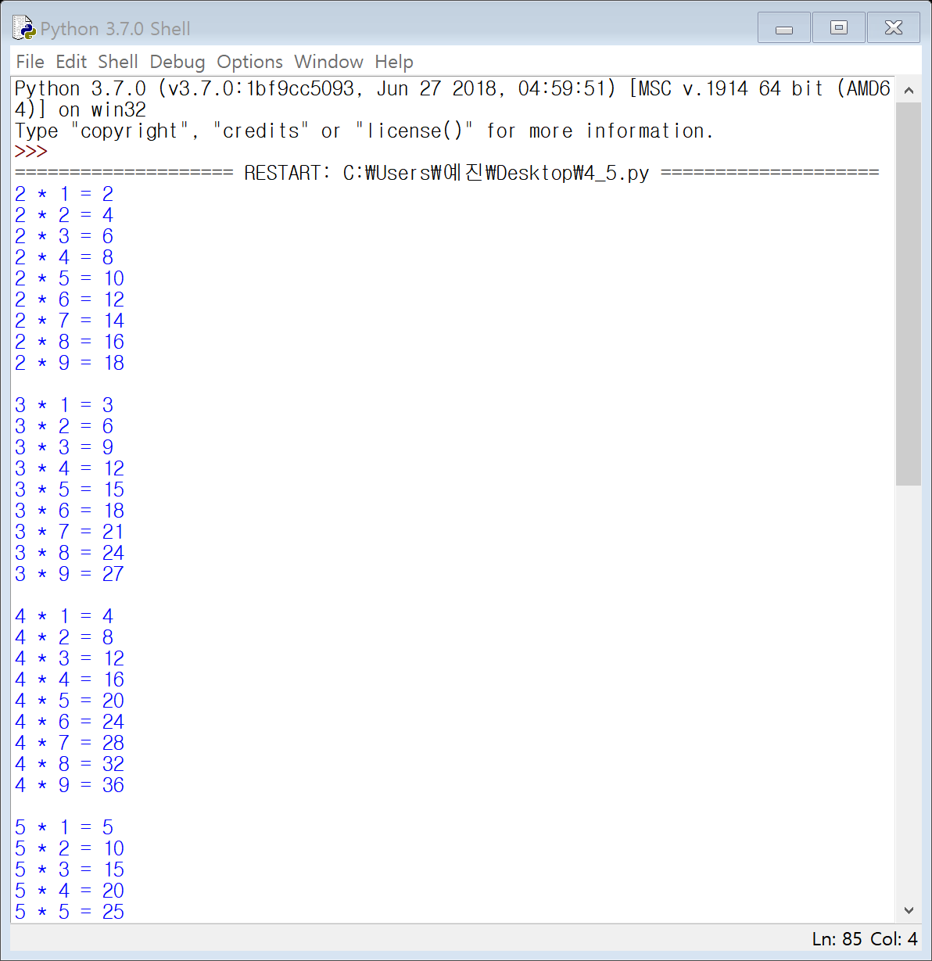 Python 3.7.0 Shell
File Edit Shell Debug Options Window Help
Python 3.7.0 (v3.7.0:1bf9cc5093, Jun 27 2018, 04:59:51) [MSC v.1914 64 bit (AMD6
4)] on win32
Type "copyright", "credits" or "license()" for more information.
>>>
==================== RESTART: C:₩Users₩예진₩Desktop₩4_5.py ====================
2 * 1 = 2
2 * 2 = 4
2 * 3 = 6
2 * 4 = 8
2 * 5 = 10
2 * 6 = 12
2 * 7 = 14
2 * 8 = 16
2 * 9 = 18

3 * 1 = 3
3 * 2 = 6
3 * 3 = 9
3 * 4 = 12
3 * 5 = 15
3 * 6 = 18
3 * 7 = 21
3 * 8 = 24
3 * 9 = 27

4 * 1 = 4
4 * 2 = 8
4 * 3 = 12
4 * 4 = 16
4 * 5 = 20
4 * 6 = 24
4 * 7 = 28
4 * 8 = 32
4 * 9 = 36

5 * 1 = 5
5 * 2 = 10
5 * 3 = 15
5 * 4 = 20
5 * 5 = 25
Ln: 85 Col: 4